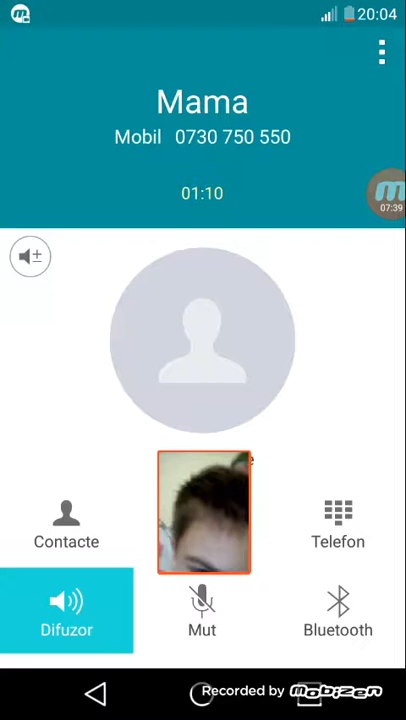 20:04
Mama
Mobil 0730 750 550
01:10
07:39
e
Contacte
Telefon
Difuzor
Mut
Bluetooth
Recorded by Mobizen